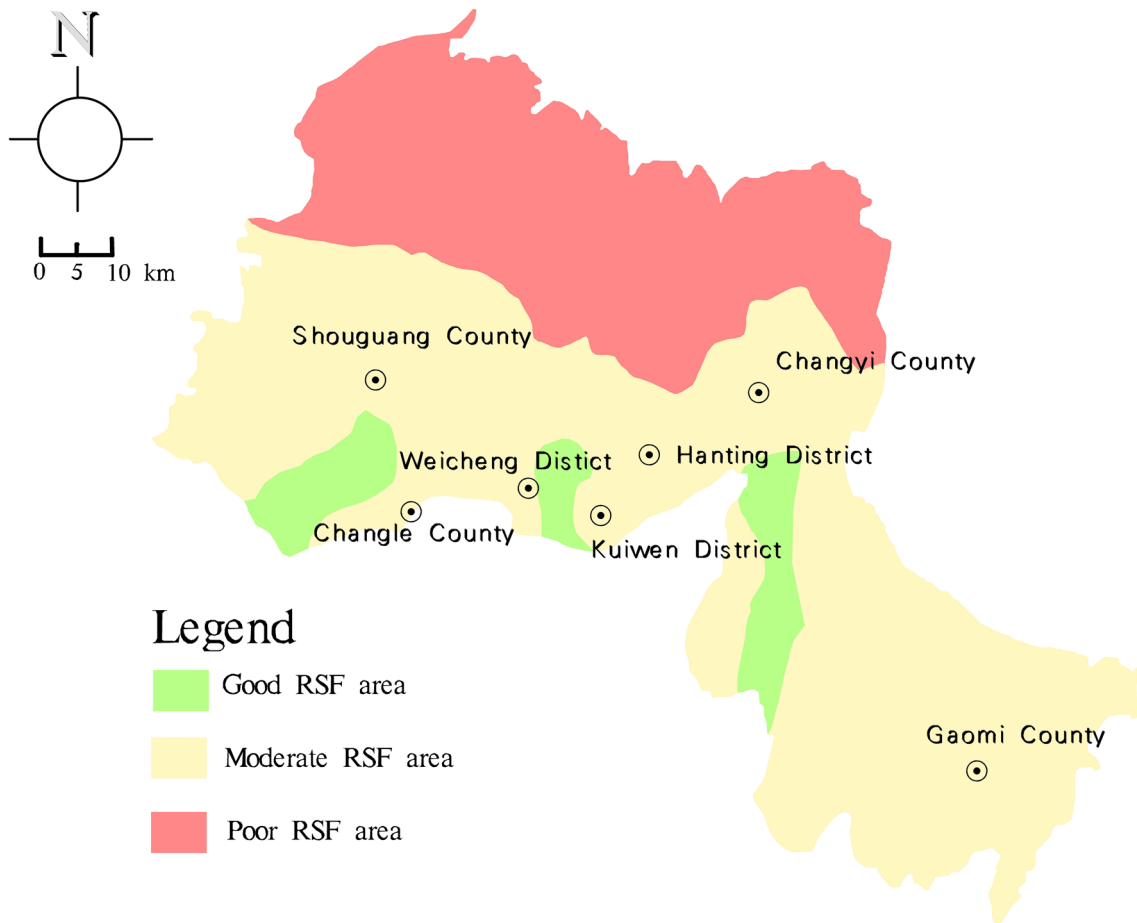 N
0 5 10 km
Shouguang County
Changyi County
Weicheng Distict
Hanting District
Changle County
Kuiwen District
Legend
Good RSF area
Moderate RSF area
Gaomi County
Poor RSF area